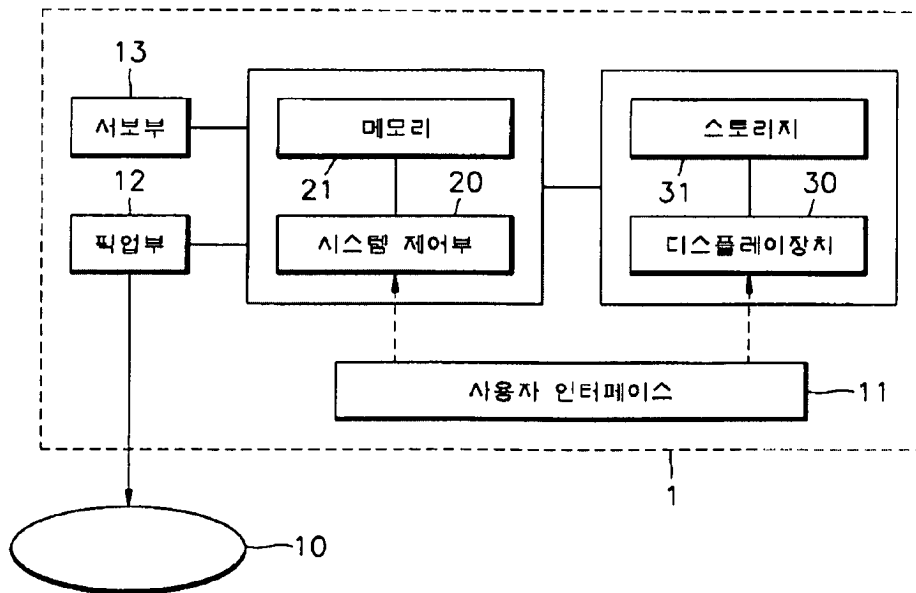 13
서보부
메모리
스토리지
21
20
31
30
12
픽업부
시스템 제어부
디스플레이장치
사용자 인터페이스
11
1
10